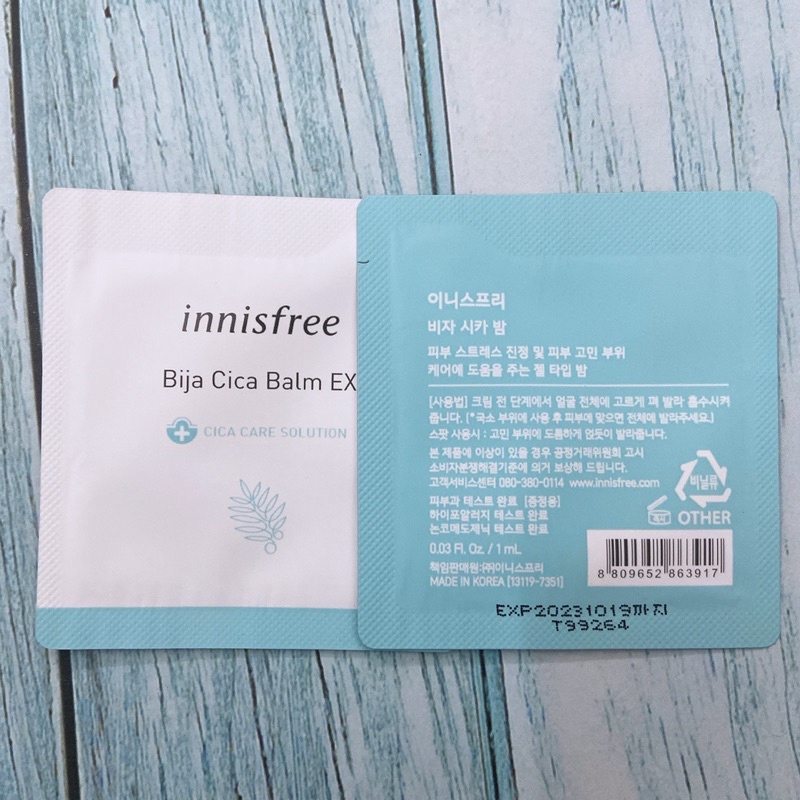 innisfree
Bija Cica Balm EX
CICA CARE SOLUTION
이니스프리
비자 시카 밤
피부 스트레스 진정 및 피부 고민 부위
케어에 도움을 주는 젤 타입 밤
[사용법] 크림 전 단계에서 얼굴 전체에 고르게 펴 발라 흡수시켜
줍니다. (*국소 부위에 사용 후 피부에 맞으면 전체에 발라주세요.)
스팟 사용시 : 고민 부위에 도톰하게 얹듯이 발라줍니다.
본 제품에 이상이 있을 경우 공정거래위원회 고시
소비자분쟁해결기준에 의거 보상해 드립니다.
고객서비스센터 080-380-0114 www.innisfree.com
피부과 테스트 완료 [증정용]
하이포알러지 테스트 완료
논코메도제닉 테스트 완료
0.03 Fl. Oz. / 1 mL
책임판매원:㈜이니스프리
MADE IN KOREA [13119-7351]
비닐류
즉시
OTHER
8 809652 863917
EXP20231019까지
T99264